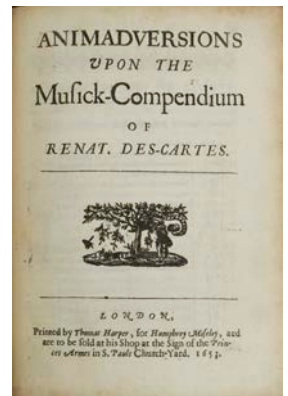 ANIMADVERSIONS
UPON THE
Muſick-Compendium
OF
RENAT. DES-CARTES.
LONDON,
Printed by Thomas Harper, for Humphrey Moſeley, and
are to be ſold at his Shop at the Sign of the Prin-
ces Armes in S. Pauls Church-Yard. 1653.